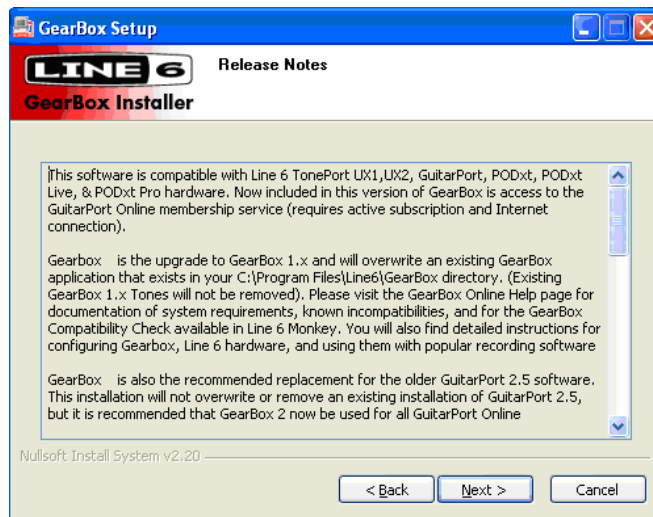 GearBox Setup
LINE 6
GearBox Installer
Release Notes
This software is compatible with Line 6 TonePort UX1,UX2, GuitarPort, PODxt, PODxt
Live, & PODxt Pro hardware. Now included in this version of GearBox is access to the
GuitarPort Online membership service (requires active subscription and Internet
connection).
Gearbox is the upgrade to GearBox 1.x and will overwrite an existing GearBox
application that exists in your C:\Program Files\Line6\GearBox directory. (Existing
GearBox 1.x Tones will not be removed). Please visit the GearBox Online Help page for
documentation of system requirements, known incompatibilities, and for the GearBox
Compatibility Check available in Line 6 Monkey. You will also find detailed instructions for
configuring Gearbox, Line 6 hardware, and using them with popular recording software
GearBox is also the recommended replacement for the older GuitarPort 2.5 software.
This installation will not overwrite or remove an existing installation of GuitarPort 2.5,
but it is recommended that GearBox 2 now be used for all GuitarPort Online
Nullsoft Install System v2.20
< Back
Next >
Cancel